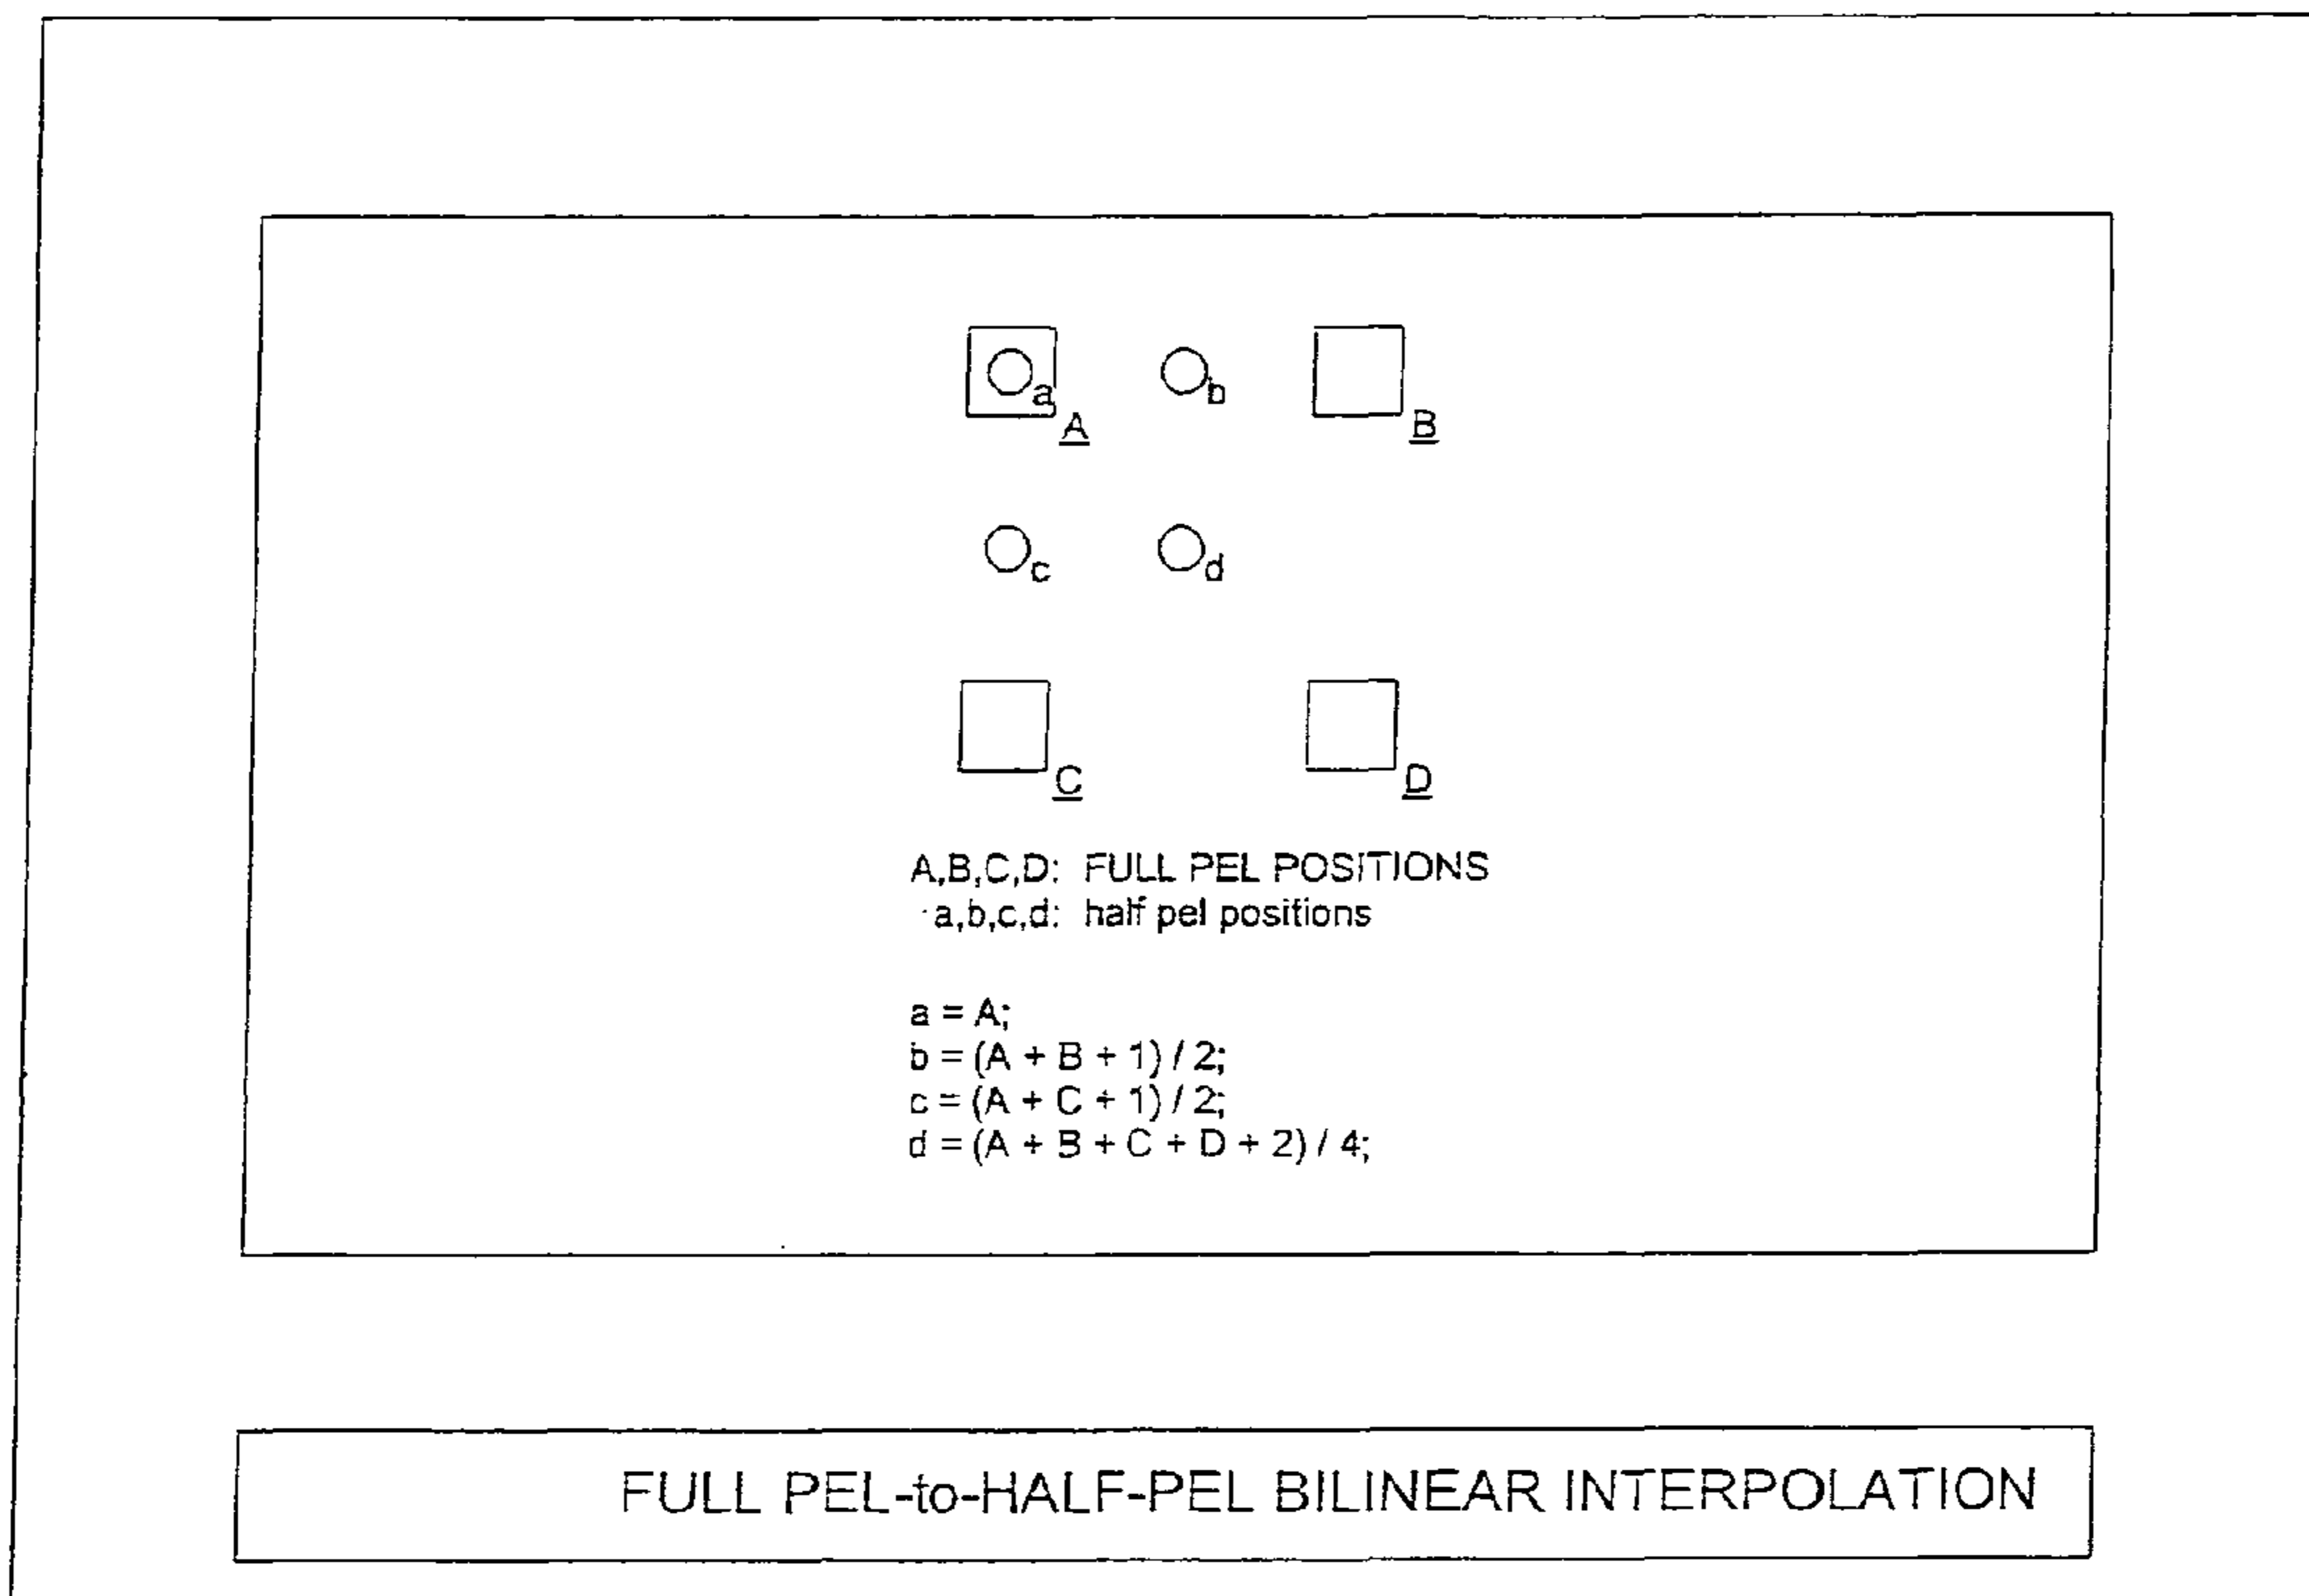 a
A
b
B
c
d
C
D
A,B,C,D: FULL PEL POSITIONS
a,b,c,d: half pel positions
a = A;
b = (A + B + 1) / 2;
c = (A + C + 1) / 2;
d = (A + B + C + D + 2) / 4;
FULL PEL-to-HALF-PEL BILINEAR INTERPOLATION